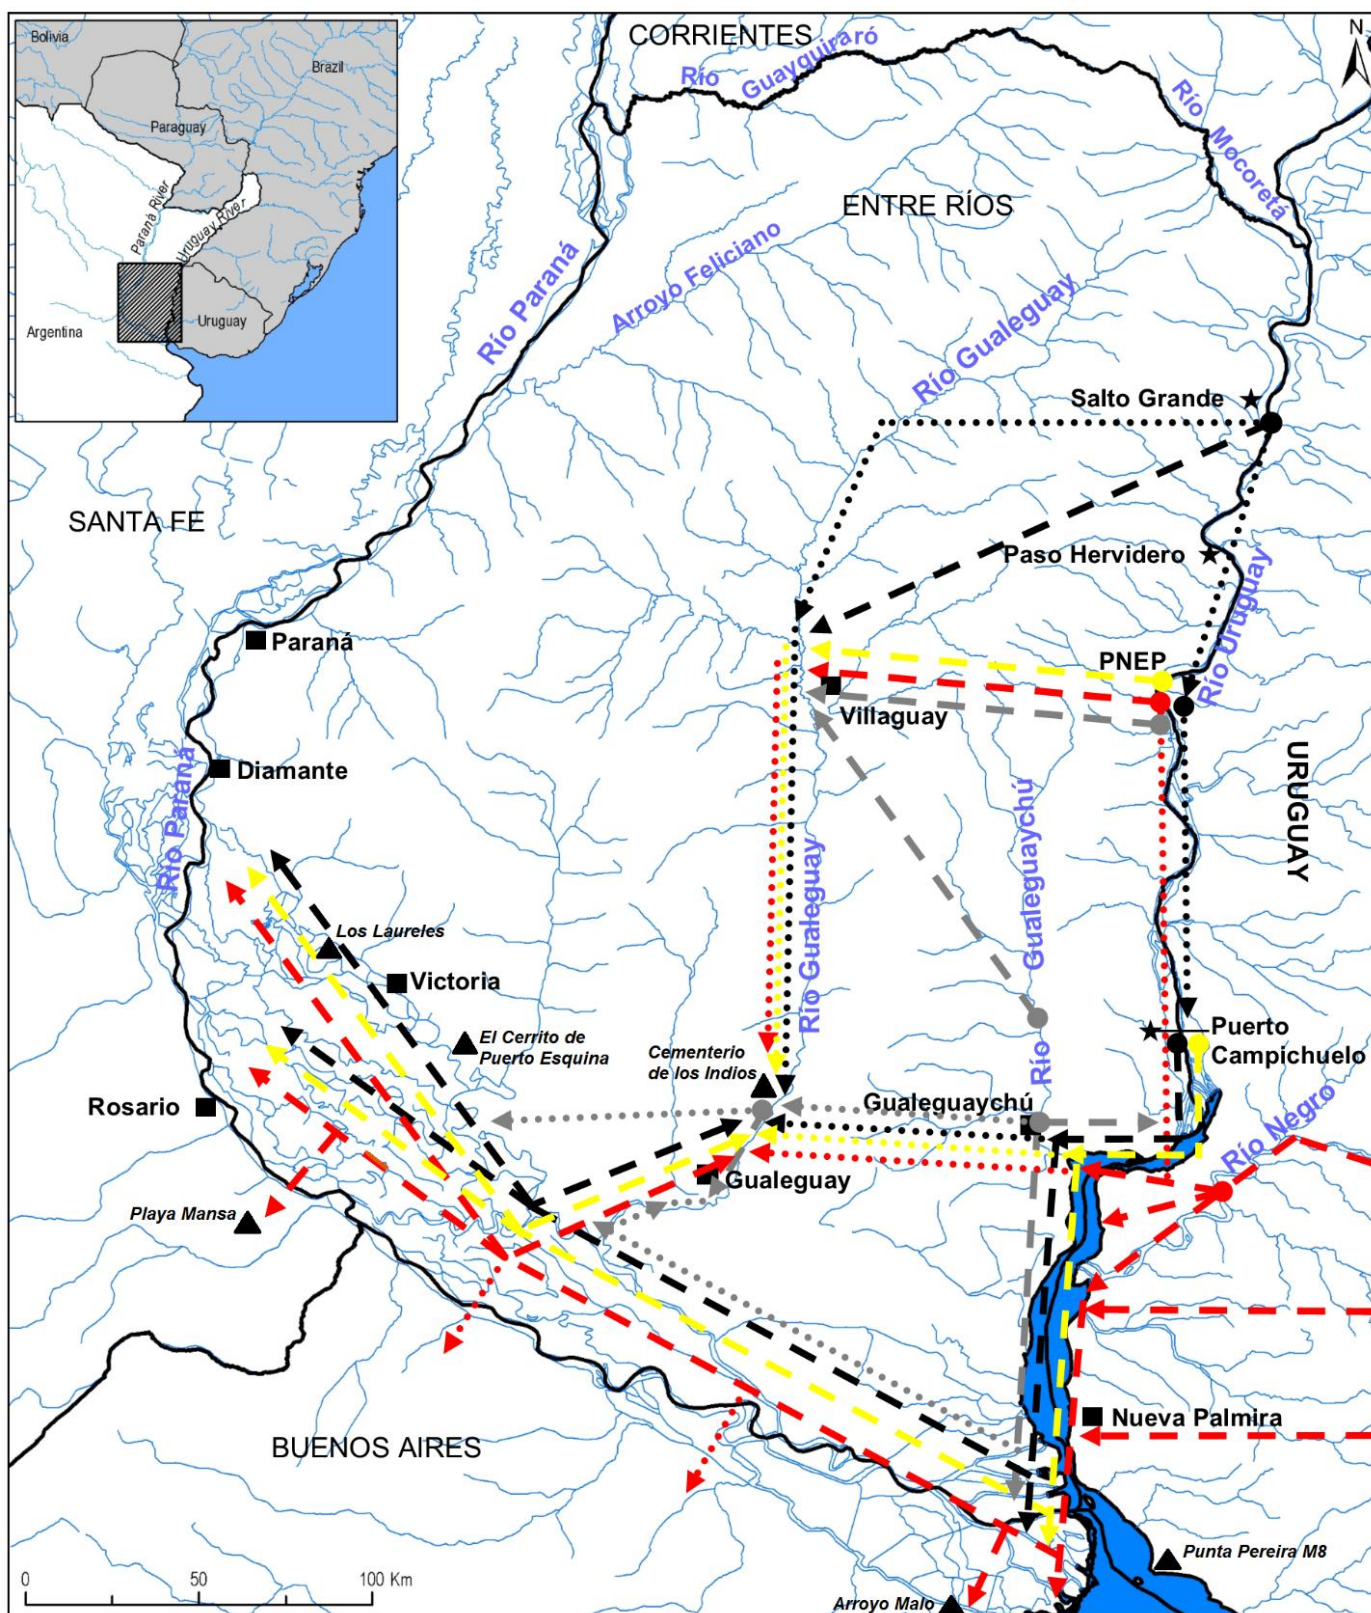 Bolivia
Brazil
Paraguay
Paraná River
Uruguay River
Argentina
Uruguay
CORRIENTES
N
Río Guayquiraró
Río Mocoretá
ENTRE RÍOS
Río Paraná
Arroyo Feliciano
Río Gualeguay
Salto Grande
SANTA FE
Paso Hervidero
Río Uruguay
Paraná
PNEP
Villaguay
URUGUAY
Diamante
Río Paraná
Río Gualeguay
Río Gualeguaychú
Los Laureles
Victoria
El Cerrito de
Puerto Esquina
Cementerio
de los Indios
Puerto
Campichuelo
Rosario
Gualeguaychú
Río Negro
Gualeguay
Playa Mansa
Nueva Palmira
BUENOS AIRES
Punta Pereira M8
0 50 100 Km
Arroyo Malo